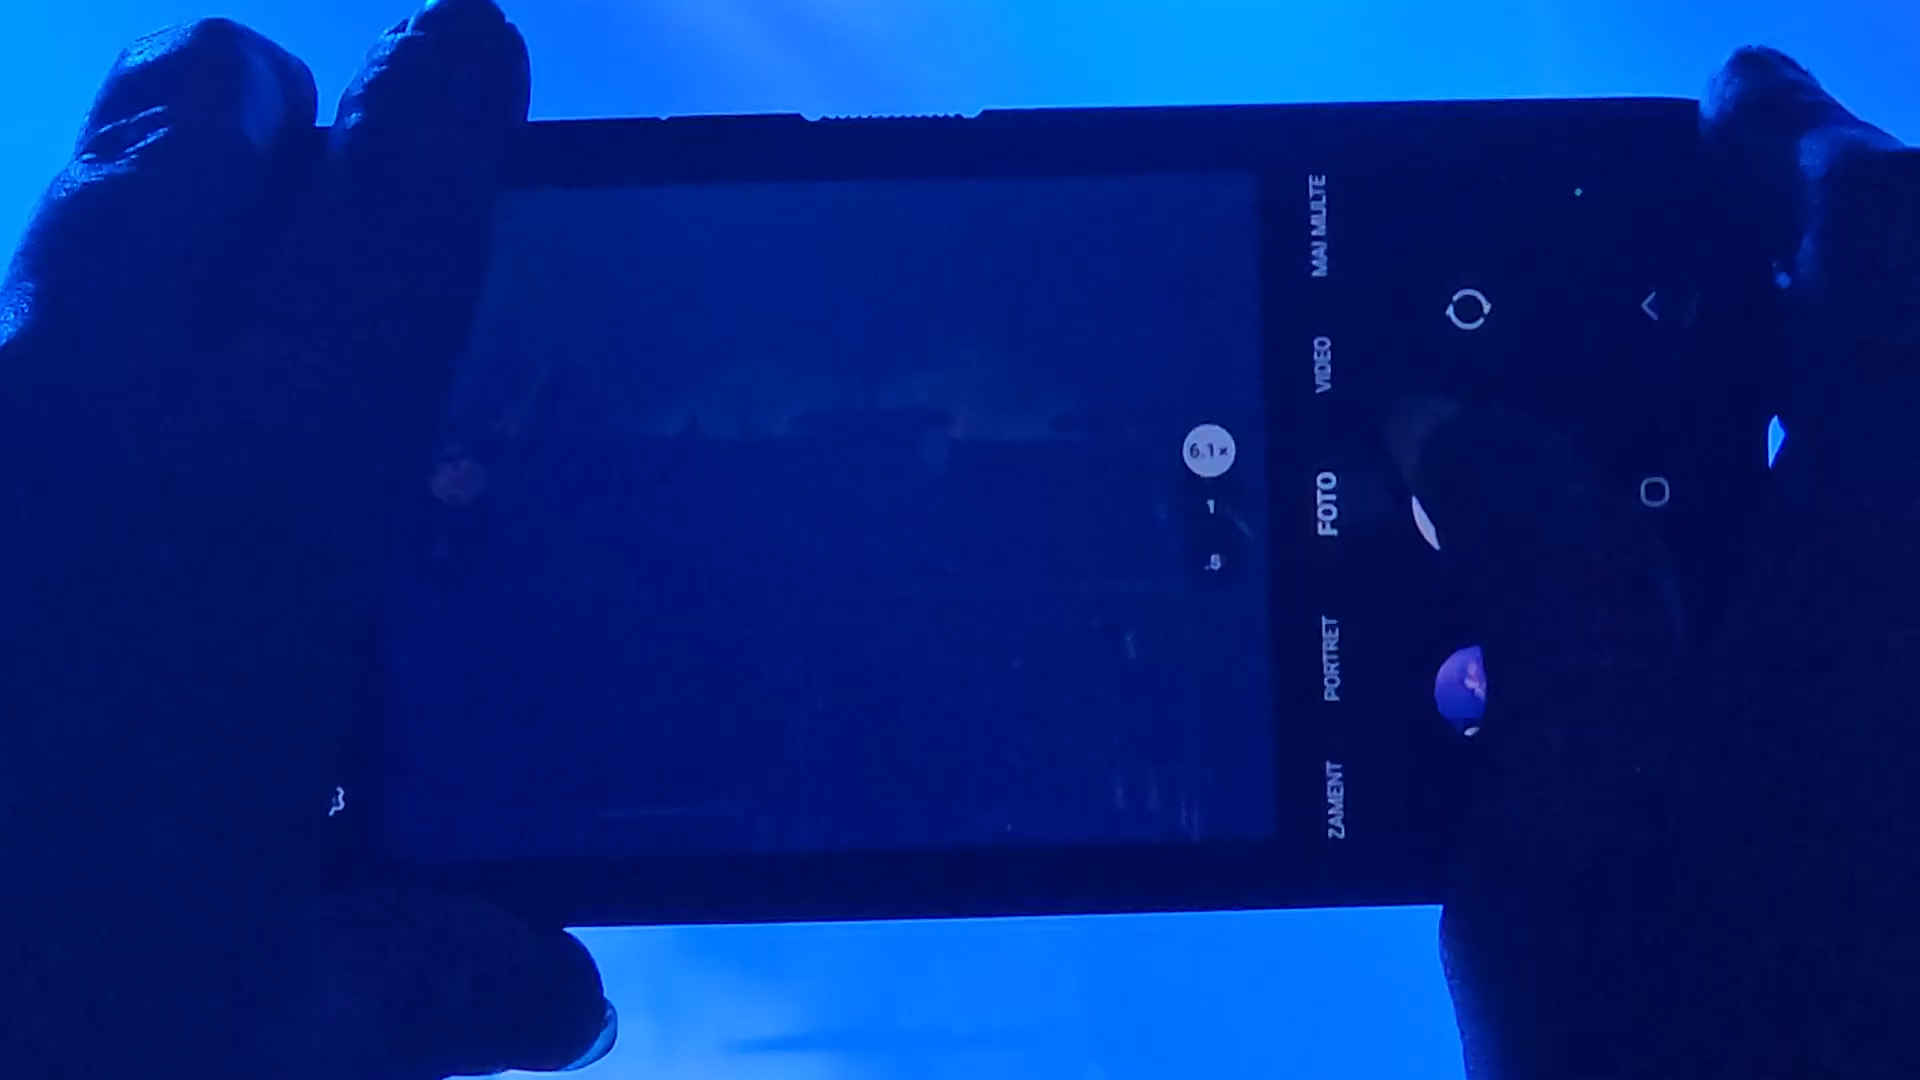 MAI MULTE
VIDEO
FOTO
PORTRET
ZAMENT
6.1×
1
.5